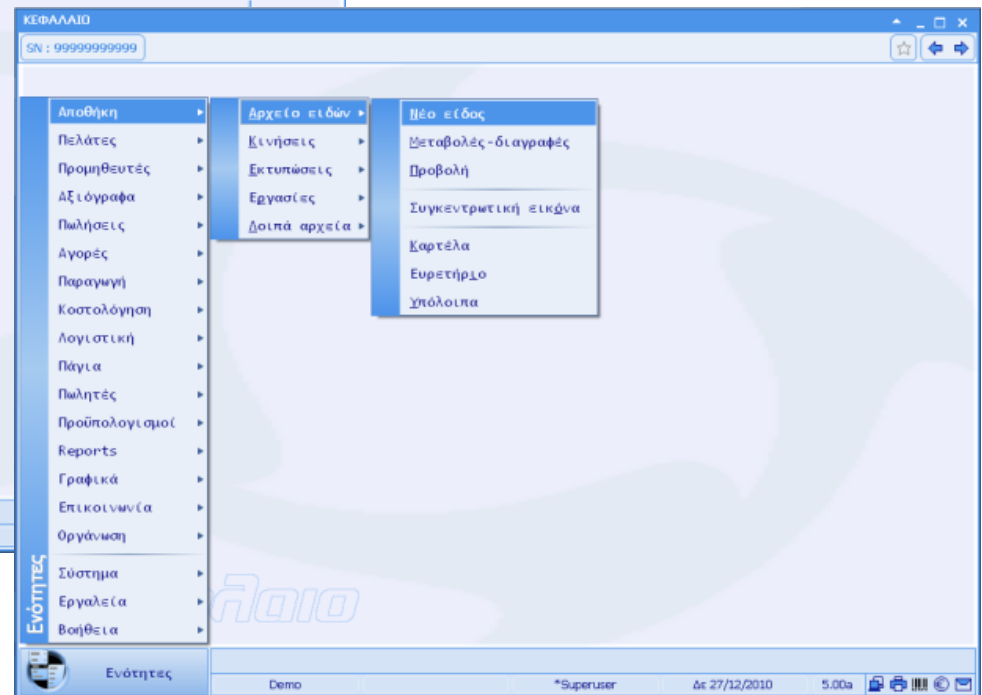 ΚΕΦΑΛΑΙΟ
SN : 99999999999
Αποθήκη
Πελάτες
Προμηθευτές
Αξιόγραφα
Πωλήσεις
Αγορές
Παραγωγή
Κοστολόγηση
Λογιστική
Πάγια
Πωλητές
Προϋπολογισμοί
Reports
Γραφικά
Επικοινωνία
Οργάνωση
Σύστημα
Εργαλεία
Βοήθεια
Ενότητες
Αρχείο ειδών
Κινήσεις
Εκτυπώσεις
Εργασίες
Λοιπά αρχεία
Νέο είδος
Μεταβολές-διαγραφές
Προβολή
Συγκεντρωτική εικόνα
Καρτέλα
Ευρετήριο
Υπόλοιπα
Ενότητες
Demo
*Superuser
Δε 27/12/2010
5.00a